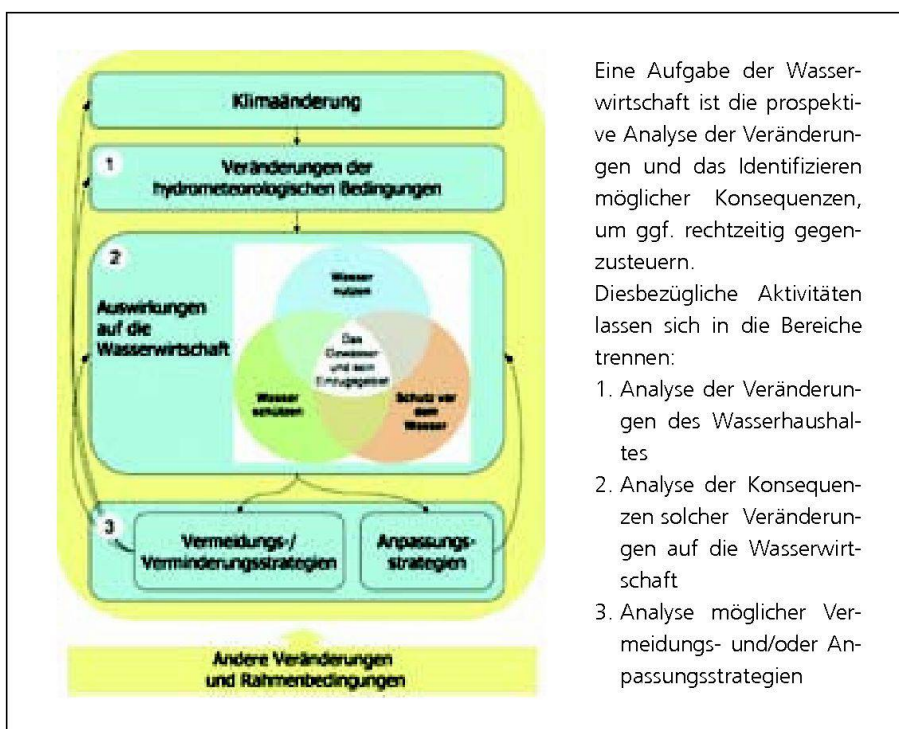 Klimaänderung
1
Veränderungen der
hydrometeorologischen Bedingungen
2
Auswirkungen
auf die
Wasserwirtschaft
Wasser
nutzen
Das
Gewässer
und sein
Einzugsgebiet
Wasser
schützen
Schutz vor
dem
Wasser
3
Vermeidungs-/
Verminderungsstrategien
Anpassungs-
strategien
Andere Veränderungen
und Rahmenbedingungen
Eine Aufgabe der Wasser-
wirtschaft ist die prospekti-
ve Analyse der Veränderun-
gen und das Identifizieren
möglicher Konsequenzen,
um ggf. rechtzeitig gegen-
zusteuern.
Diesbezügliche Aktivitäten
lassen sich in die Bereiche
trennen:
1. Analyse der Veränderun-
gen des Wasserhaushal-
tes
2. Analyse der Konsequen-
zen solcher Veränderun-
gen auf die Wasserwirt-
schaft
3. Analyse möglicher Ver-
meidungs- und/oder An-
passungsstrategien